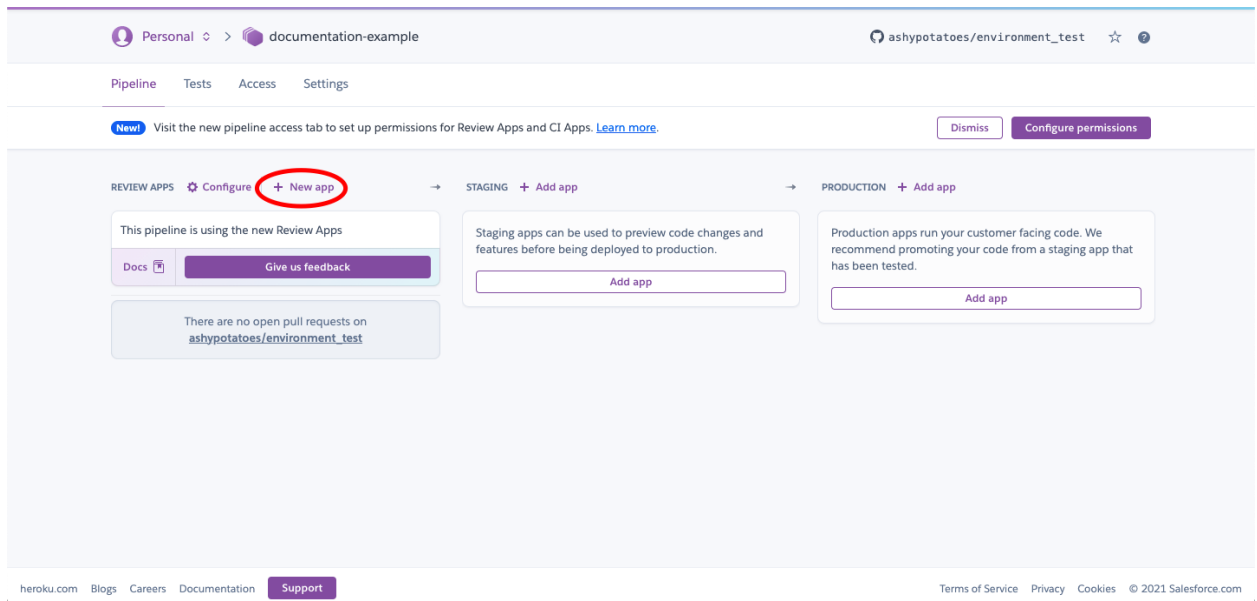 Personal > documentation-example
ashypotatoes/environment_test
Pipeline Tests Access Settings
New! Visit the new pipeline access tab to set up permissions for Review Apps and CI Apps. Learn more.
Dismiss Configure permissions
REVIEW APPS Configure + New app →
This pipeline is using the new Review Apps
Docs Give us feedback
There are no open pull requests on
ashypotatoes/environment_test
STAGING + Add app →
Staging apps can be used to preview code changes and
features before being deployed to production.
Add app
PRODUCTION + Add app
Production apps run your customer facing code. We
recommend promoting your code from a staging app that
has been tested.
Add app
heroku.com Blogs Careers Documentation Support
Terms of Service Privacy Cookies © 2021 Salesforce.com